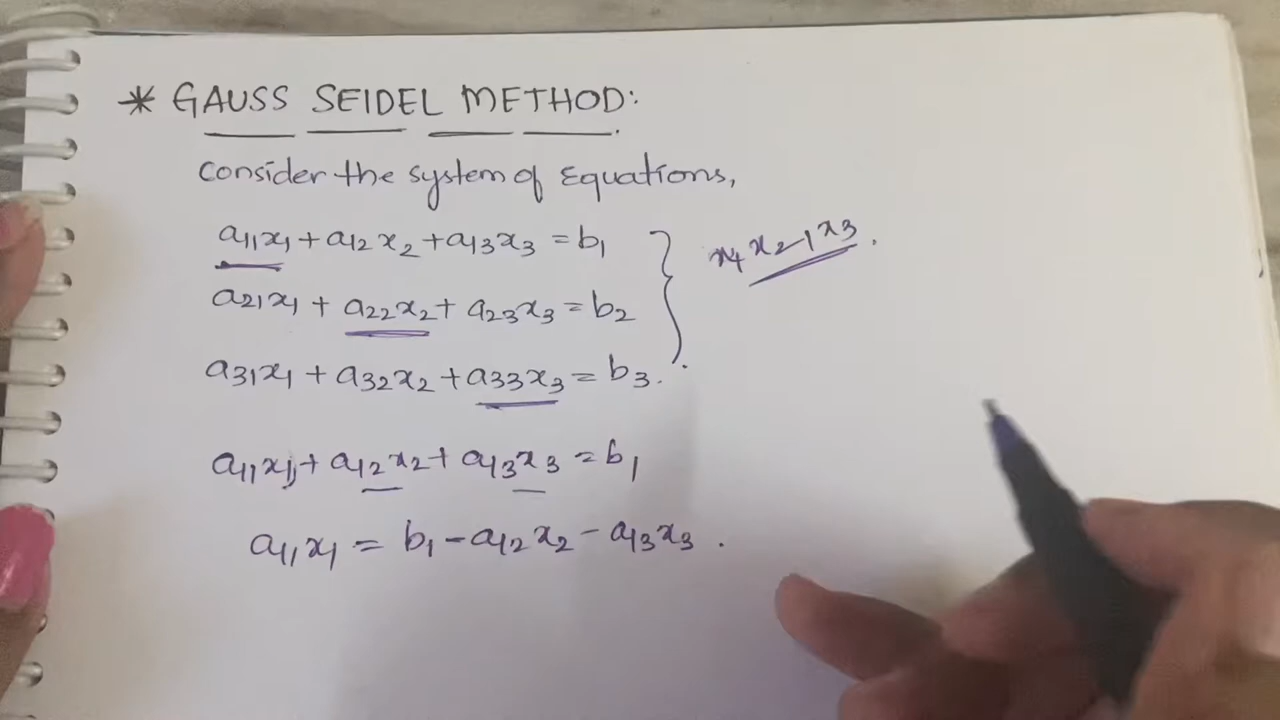 * GAUSS SEIDEL METHOD:
Consider the system of Equations,
a11x1 + a12x2 + a13x3 = b1
x1 x2, x3.
a21x1 + a22x2 + a23x3 = b2
a31x1 + a32x2 + a33x3 = b3.
a11x1 + a12x2 + a13x3 = b1
a11x1 = b1 - a12x2 - a13x3.